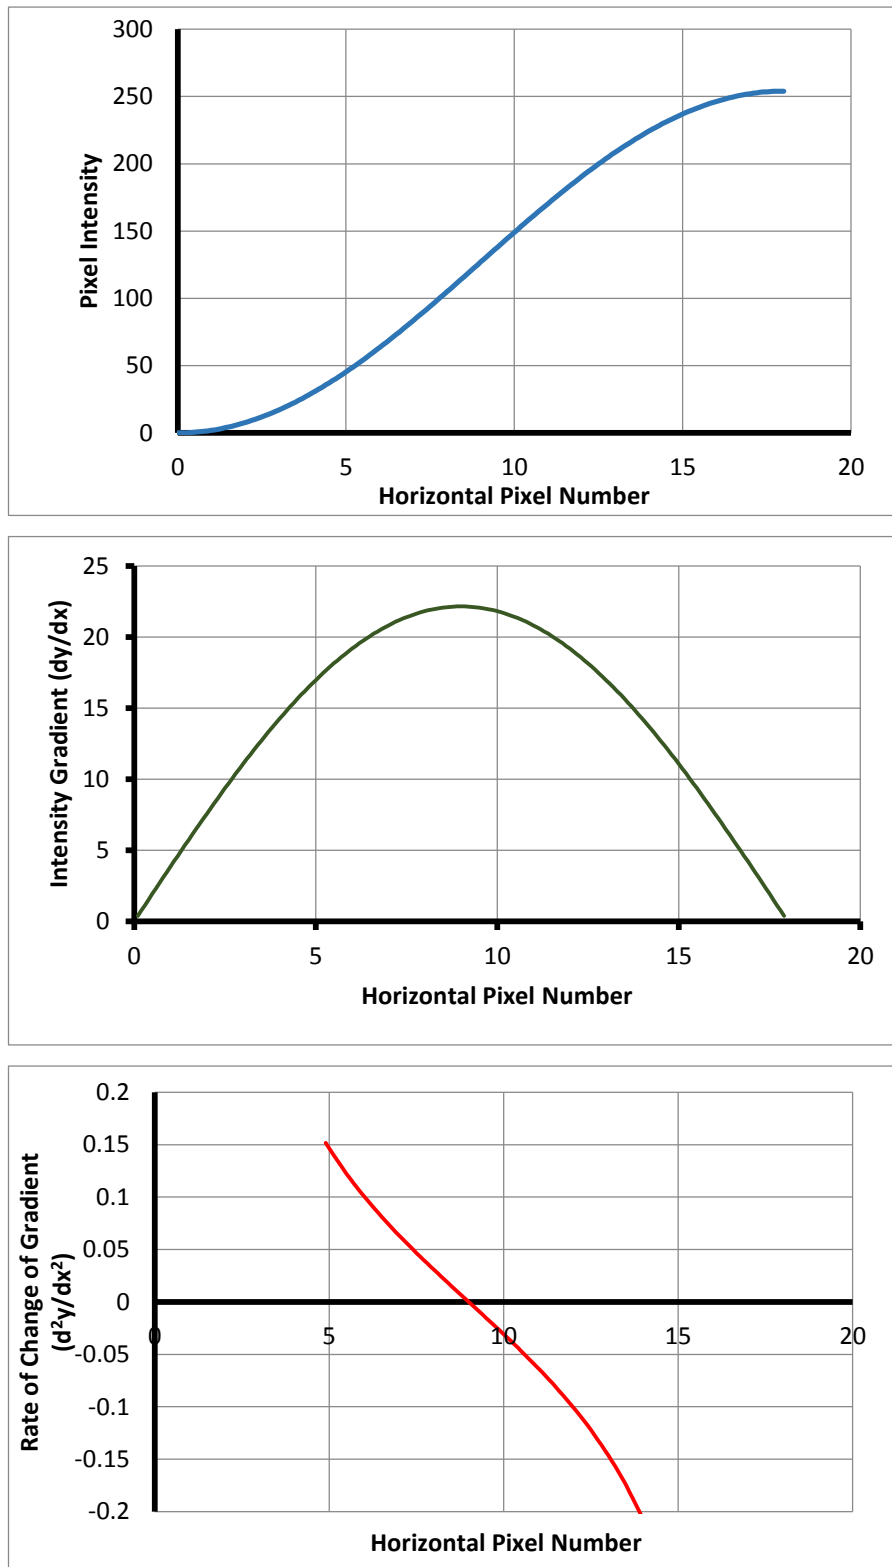 300
250
200
150
100
50
0
0 5 10 15 20
Pixel Intensity
Horizontal Pixel Number
25
20
15
10
5
0
0 5 10 15 20
Intensity Gradient (dy/dx)
Horizontal Pixel Number
0.2
0.15
0.1
0.05
0
-0.05
-0.1
-0.15
-0.2
0 5 10 15 20
Rate of Change of Gradient
(d²y/dx²)
Horizontal Pixel Number